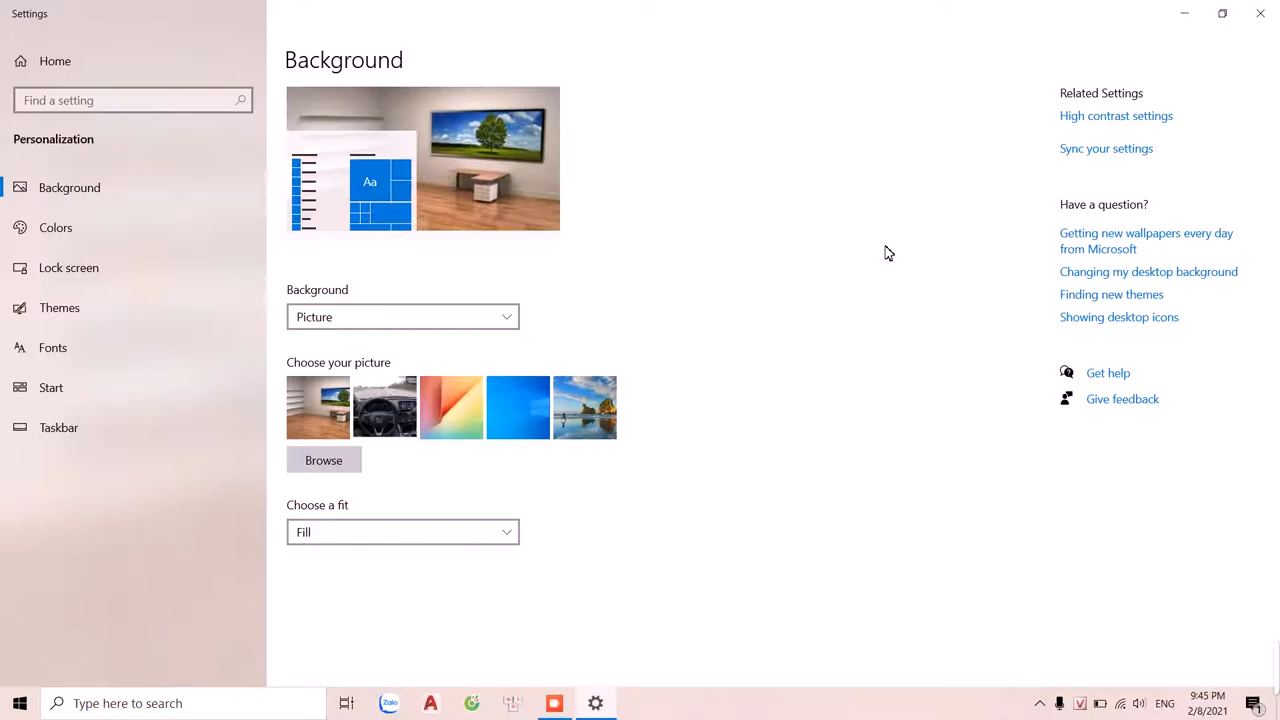 Settings
Home
Find a setting
Personalization
Background
Colors
Lock screen
Themes
Fonts
Start
Taskbar
Background
Aa
Background
Picture
Choose your picture
Browse
Choose a fit
Fill
Related Settings
High contrast settings
Sync your settings
Have a question?
Getting new wallpapers every day
from Microsoft
Changing my desktop background
Finding new themes
Showing desktop icons
Get help
Give feedback
Type here to search
Zalo
A
V
ENG
9:45 PM
2/8/2021
1